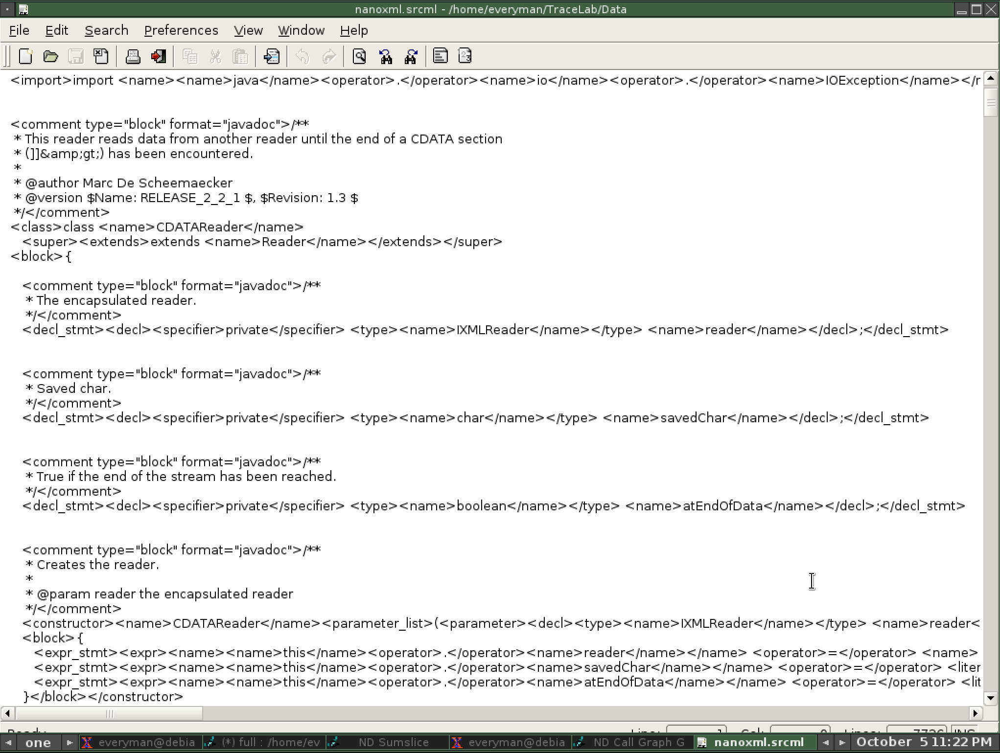 nanoxml.srcml - /home/everyman/TraceLab/Data
File Edit Search Preferences View Window Help
<import>import <name><name>java</name><operator>.</operator><name>io</name><operator>.</operator><name>IOException</name></r
<comment type="block" format="javadoc">/**
* This reader reads data from another reader until the end of a CDATA section
* (]]&amp;gt;) has been encountered.
*
* @author Marc De Scheemaecker
* @version $Name: RELEASE_2_2_1 $, $Revision: 1.3 $
*/</comment>
<class>class <name>CDATAReader</name>
<super><extends>extends <name>Reader</name></extends></super>
<block>{
<comment type="block" format="javadoc">/**
* The encapsulated reader.
*/</comment>
<decl_stmt><decl><specifier>private</specifier> <type><name>IXMLReader</name></type> <name>reader</name></decl>;</decl_stmt>
<comment type="block" format="javadoc">/**
* Saved char.
*/</comment>
<decl_stmt><decl><specifier>private</specifier> <type><name>char</name></type> <name>savedChar</name></decl>;</decl_stmt>
<comment type="block" format="javadoc">/**
* True if the end of the stream has been reached.
*/</comment>
<decl_stmt><decl><specifier>private</specifier> <type><name>boolean</name></type> <name>atEndOfData</name></decl>;</decl_stmt>
<comment type="block" format="javadoc">/**
* Creates the reader.
*
* @param reader the encapsulated reader
*/</comment>
<constructor><name>CDATAReader</name><parameter_list>(<parameter><decl><type><name>IXMLReader</name></type> <name>reader<
<block>{
<expr_stmt><expr><name><name>this</name><operator>.</operator><name>reader</name></name> <operator>=</operator> <name>
<expr_stmt><expr><name><name>this</name><operator>.</operator><name>savedChar</name></name> <operator>=</operator> <liter
<expr_stmt><expr><name><name>this</name><operator>.</operator><name>atEndOfData</name></name> <operator>=</operator> <lit
}</block></constructor>
one everyman@debia (*) full : /home/ev ND Sumslice everyman@debia ND Call Graph G nanoxml.srcml October 5 11:22 PM